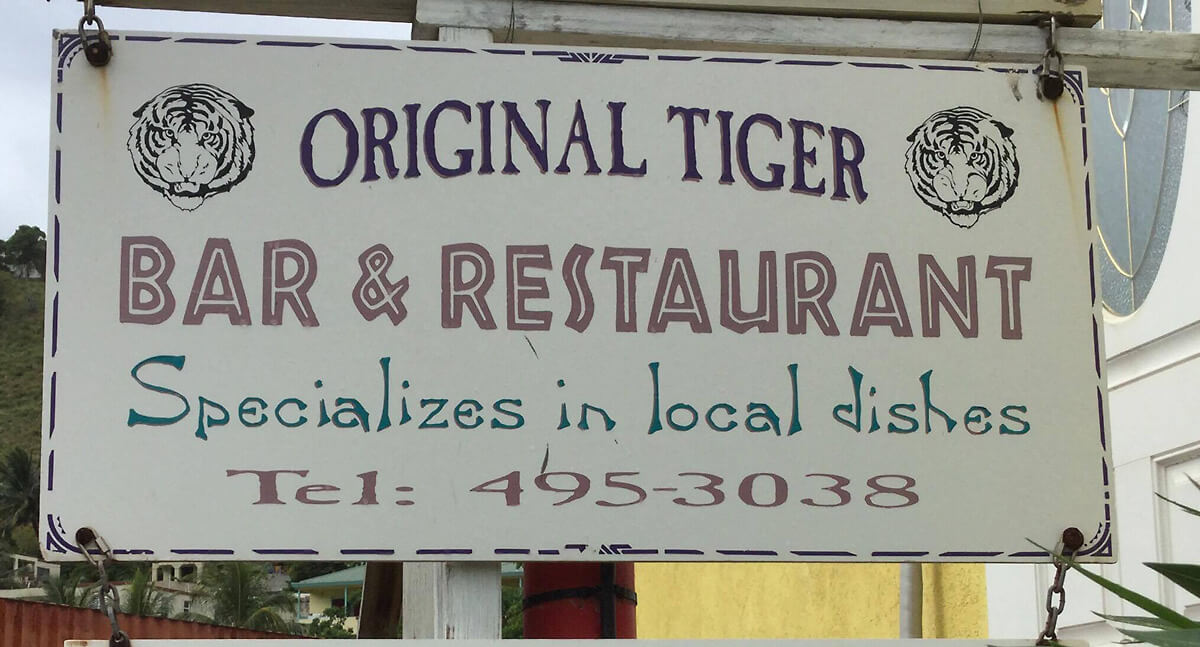 ORIGINAL TIGER
BAR & RESTAURANT
Specializes in local dishes
Tel: 495-3038